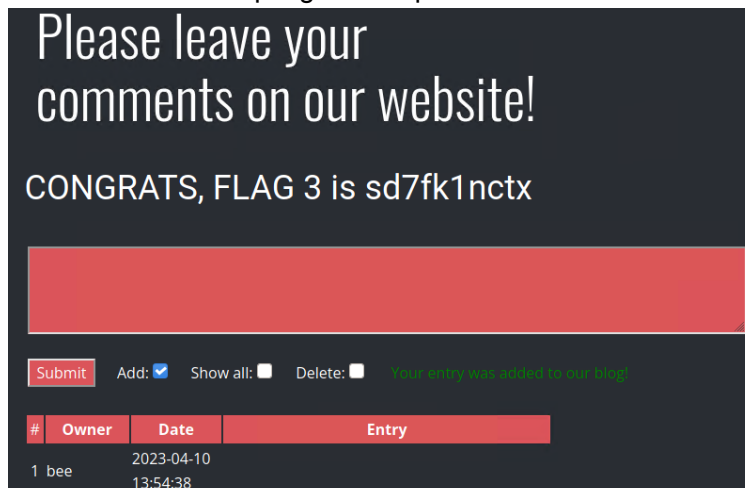 Please leave your
comments on our website!
CONGRATS, FLAG 3 is sd7fk1nctx
Submit Add: Show all: Delete: Your entry was added to our blog!
# Owner Date Entry
1 bee 2023-04-10
13:54:38